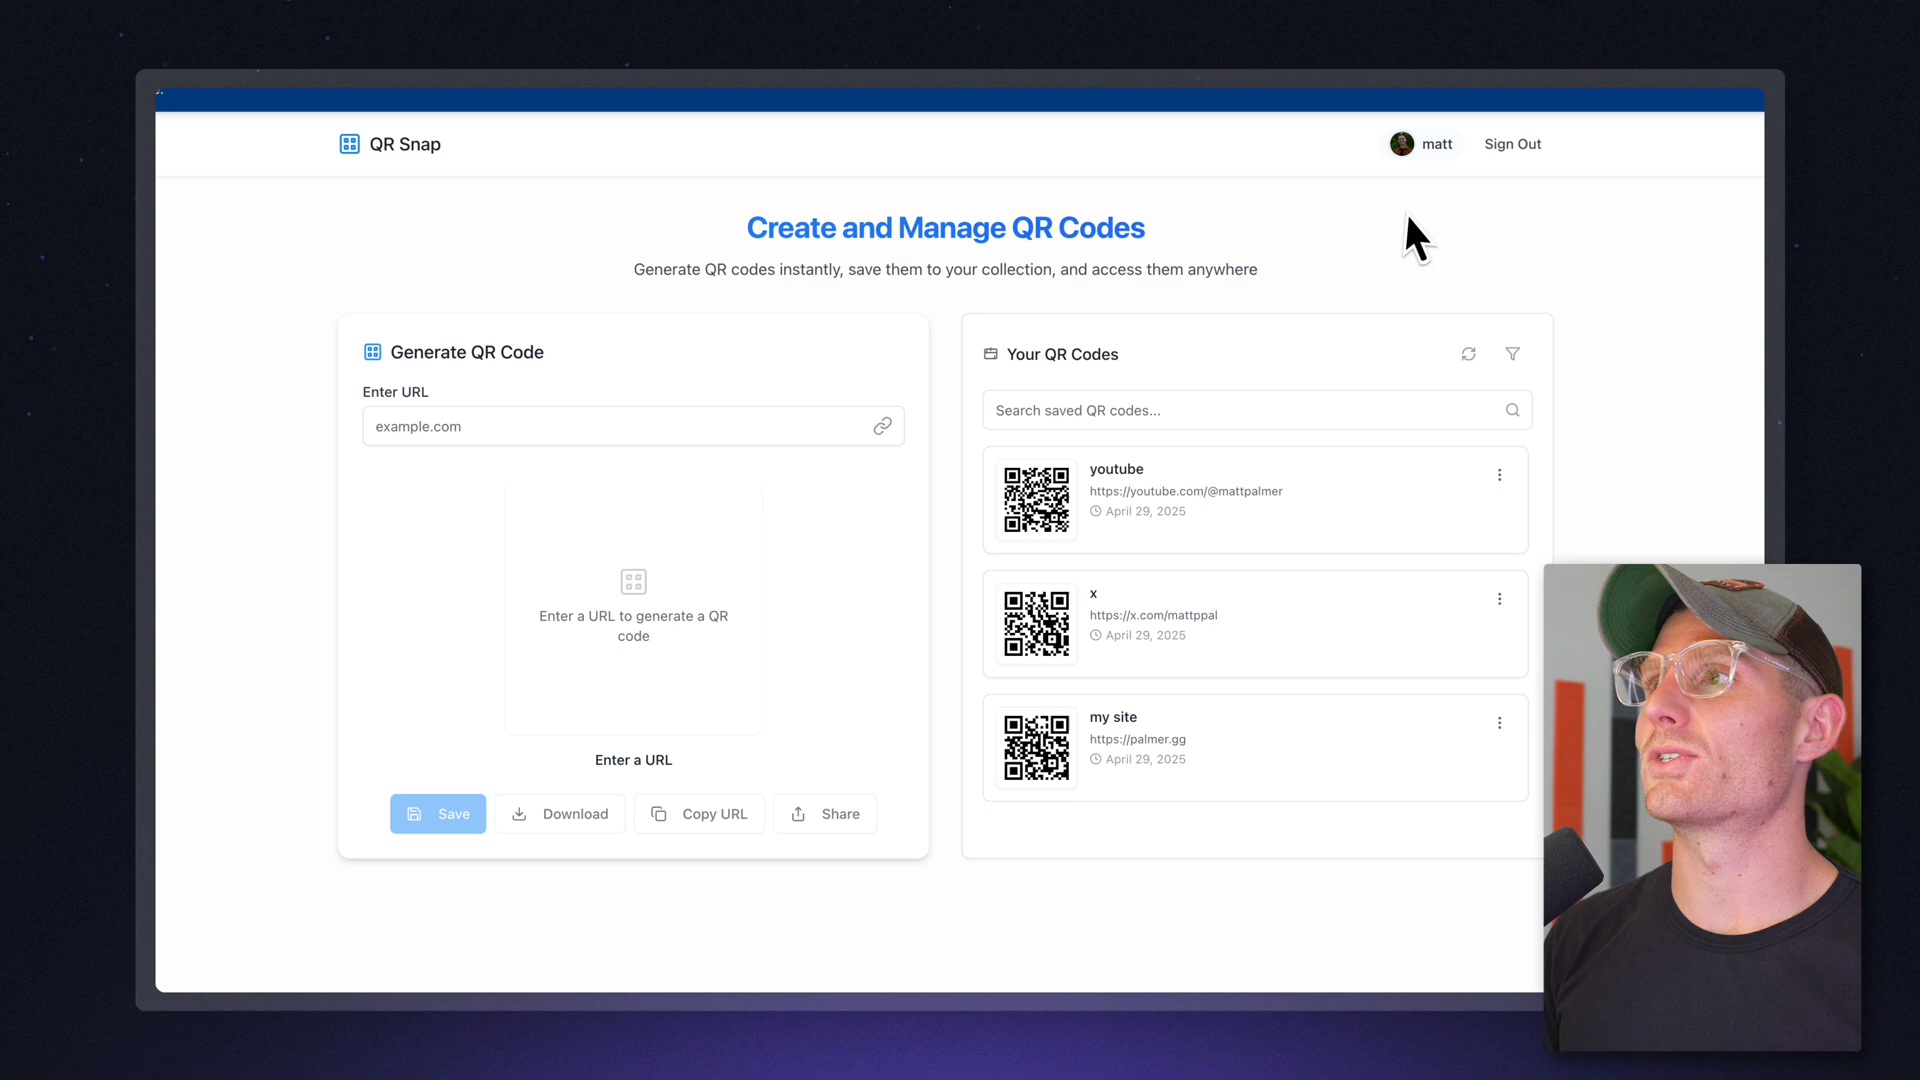 QR Snap
matt
Sign Out
Create and Manage QR Codes
Generate QR codes instantly, save them to your collection, and access them anywhere
Generate QR Code
Enter URL
example.com
Enter a URL to generate a QR
code
Enter a URL
Save
Download
Copy URL
Share
Your QR Codes
Search saved QR codes...
youtube
https://youtube.com/@mattpalmer
April 29, 2025
x
https://x.com/mattppal
April 29, 2025
my site
https://palmer.gg
April 29, 2025